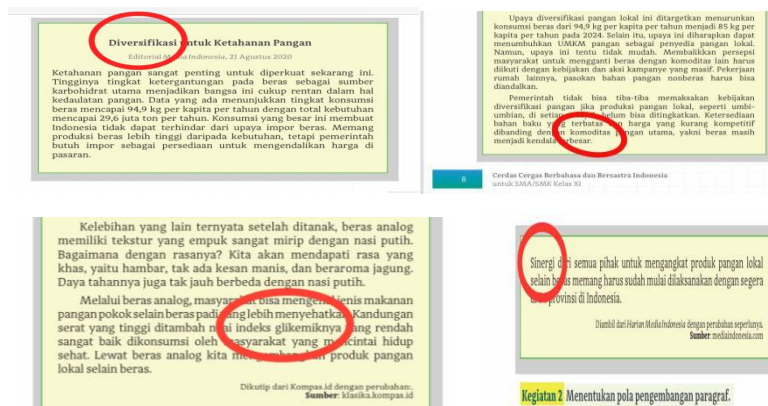 Diversifikasi untuk Ketahanan Pangan
Editorial Media Indonesia, 21 Agustus 2020
Ketahanan pangan sangat penting untuk diperkuat sekarang ini.
Tingginya tingkat ketergantungan pada beras sebagai sumber
karbohidrat utama menjadikan bangsa ini cukup rentan dalam hal
kedaulatan pangan. Data yang ada menunjukkan tingkat konsumsi
beras mencapai 94,9 kg per kapita per tahun dengan total kebutuhan
mencapai 29,6 juta ton per tahun. Konsumsi yang besar ini membuat
Indonesia tidak dapat terhindar dari upaya impor beras. Memang
produksi beras lebih tinggi daripada kebutuhan, tetapi pemerintah
butuh impor sebagai persediaan untuk mengendalikan harga di
pasaran.
Upaya diversifikasi pangan lokal ini ditargetkan menurunkan
konsumsi beras dari 94,9 kg per kapita per tahun menjadi 85 kg per
kapita per tahun pada 2024. Selain itu, upaya ini diharapkan dapat
menumbuhkan UMKM pangan sebagai penyedia pangan lokal.
Namun, upaya ini tentu tidak mudah. Membalikkan persepsi
masyarakat untuk mengganti beras dengan komoditas lain harus
diikuti dengan kebijakan dan aksi kampanye yang masif. Pekerjaan
rumah lainnya, pasokan bahan pangan nonberas harus bisa
diandalkan.
Pemerintah tidak bisa tiba-tiba memaksakan kebijakan
diversifikasi pangan jika produksi pangan lokal, seperti umbi-
umbian, di setiap daerah belum bisa ditingkatkan. Ketersediaan
bahan baku yang terbatas dan harga yang kurang kompetitif
dibanding dengan komoditas pangan utama, yakni beras masih
menjadi kendala terbesar.
8 Cerdas Cergas Berbahasa dan Bersastra Indonesia
untuk SMA/SMK Kelas XI
Kelebihan yang lain ternyata setelah ditanak, beras analog
memiliki tekstur yang empuk sangat mirip dengan nasi putih.
Bagaimana dengan rasanya? Kita akan mendapati rasa yang
khas, yaitu hambar, tak ada kesan manis, dan beraroma jagung.
Daya tahannya juga tak jauh berbeda dengan nasi putih.
Melalui beras analog, masyarakat bisa mengenal jenis makanan
pangan pokok selain beras padi yang lebih menyehatkan. Kandungan
serat yang tinggi ditambah nilai indeks glikemiknya yang rendah
sangat baik dikonsumsi oleh masyarakat yang mencintai hidup
sehat. Lewat beras analog kita mengembangkan produk pangan
lokal selain beras.
Dikutip dari Kompas.id dengan perubahan.
Sumber: klasika.kompas.id
Sinergi dari semua pihak untuk mengangkat produk pangan lokal
selain beras memang harus sudah mulai dilaksanakan dengan segera
provinsi di Indonesia.
Diambil dari Harian Media Indonesia dengan perubahan seperlunya.
Sumber: mediaindonesia.com
Kegiatan 2 Menentukan pola pengembangan paragraf.